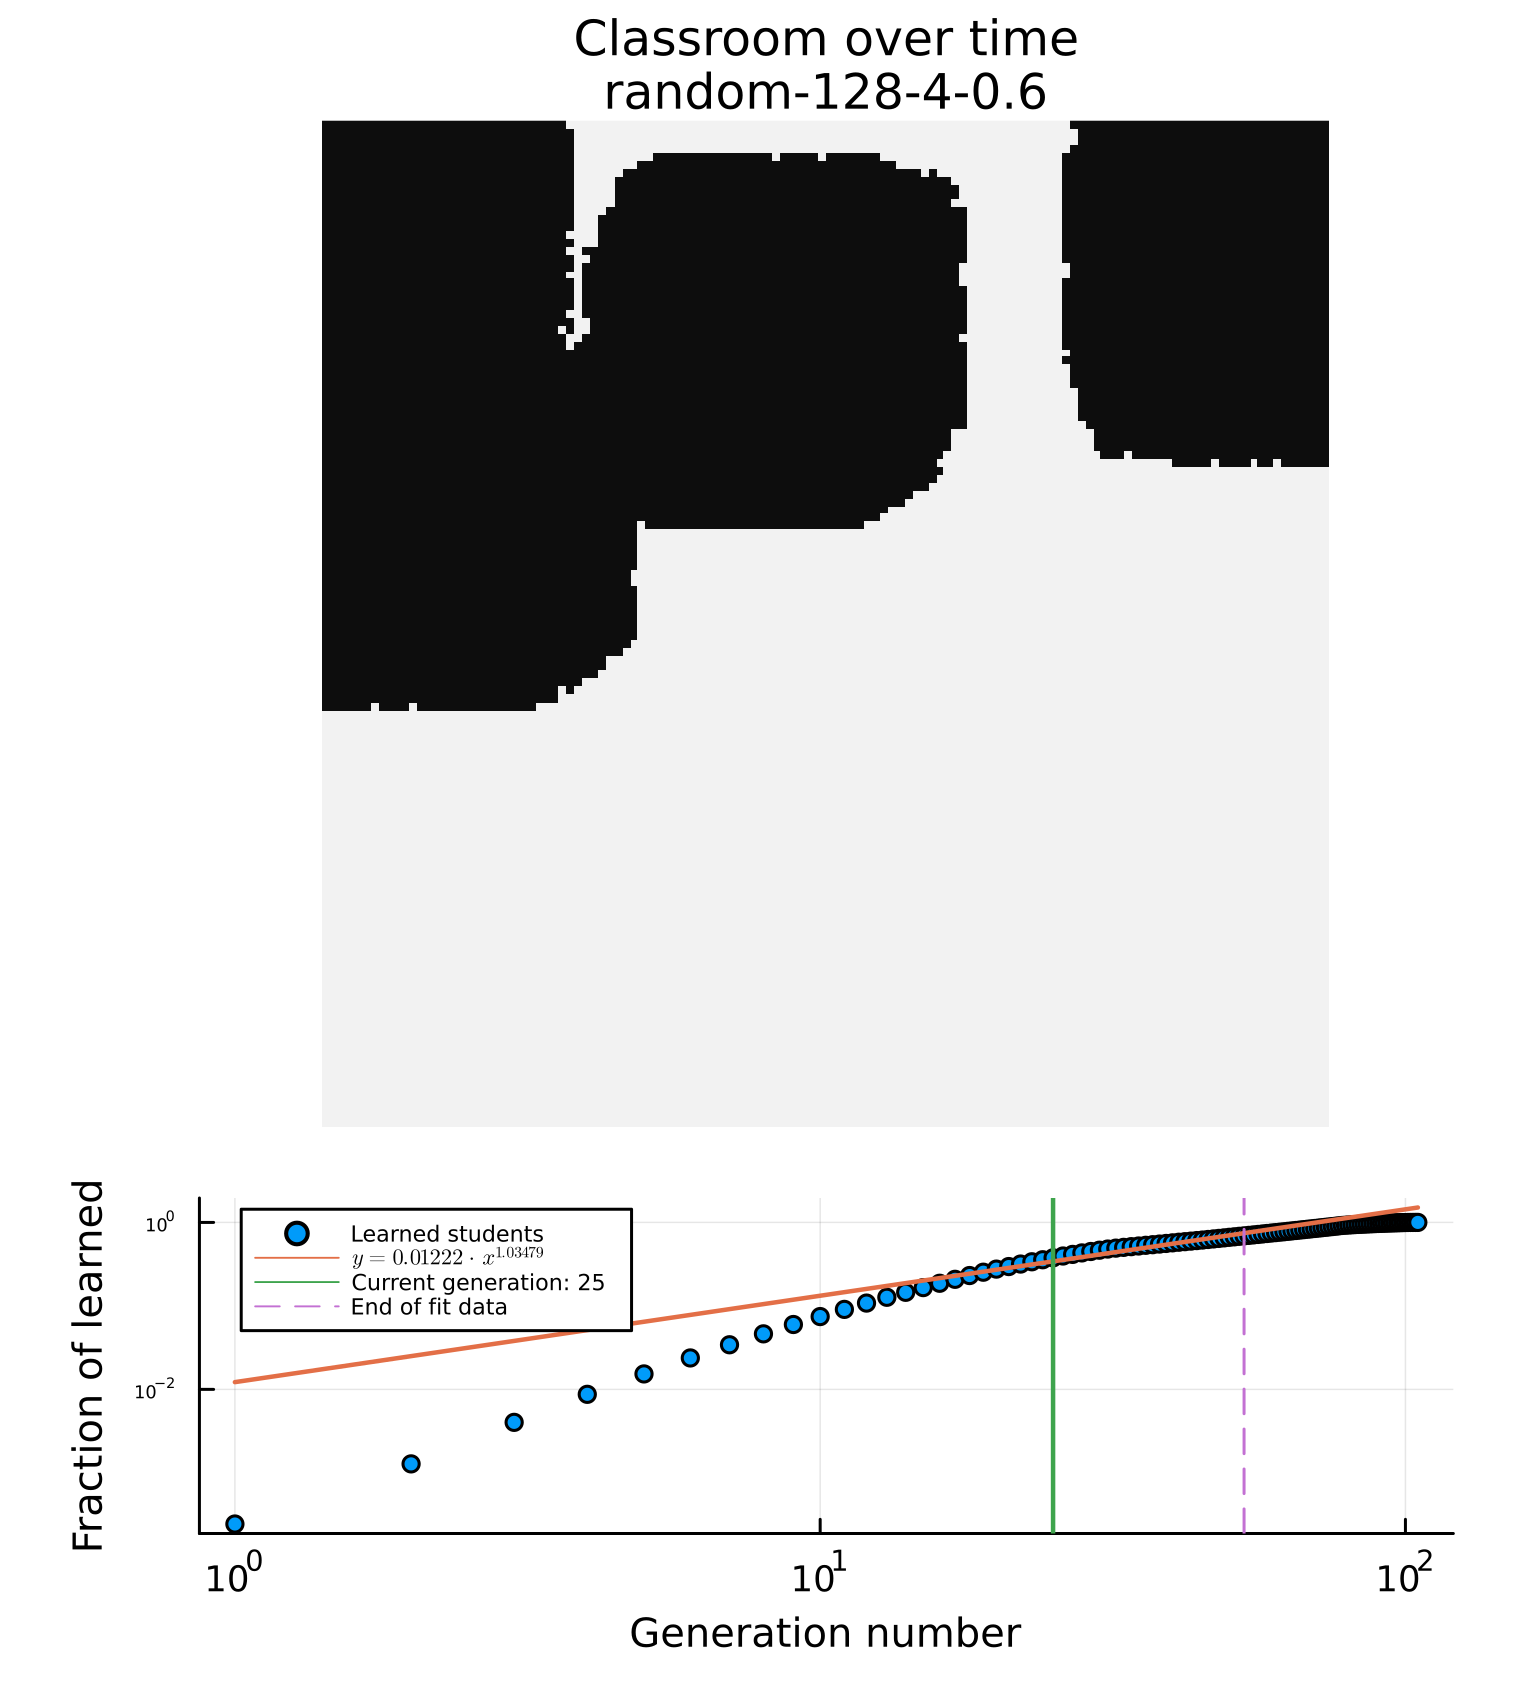 Classroom over time
random-128-4-0.6
Fraction of learned
10^0
10^−2
Learned students
y = 0.01222 · x^1.03479
Current generation: 25
End of fit data
10^0
10^1
10^2
Generation number